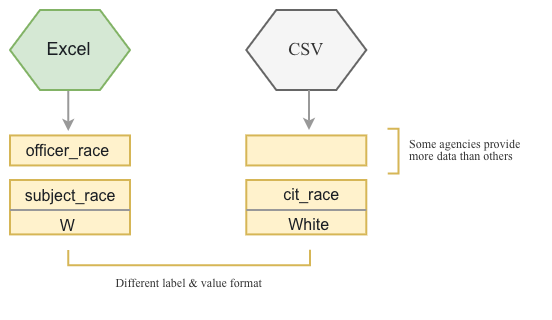 Excel
CSV
officer_race
Some agencies provide
more data than others
subject_race
cit_race
W
White
Different label & value format